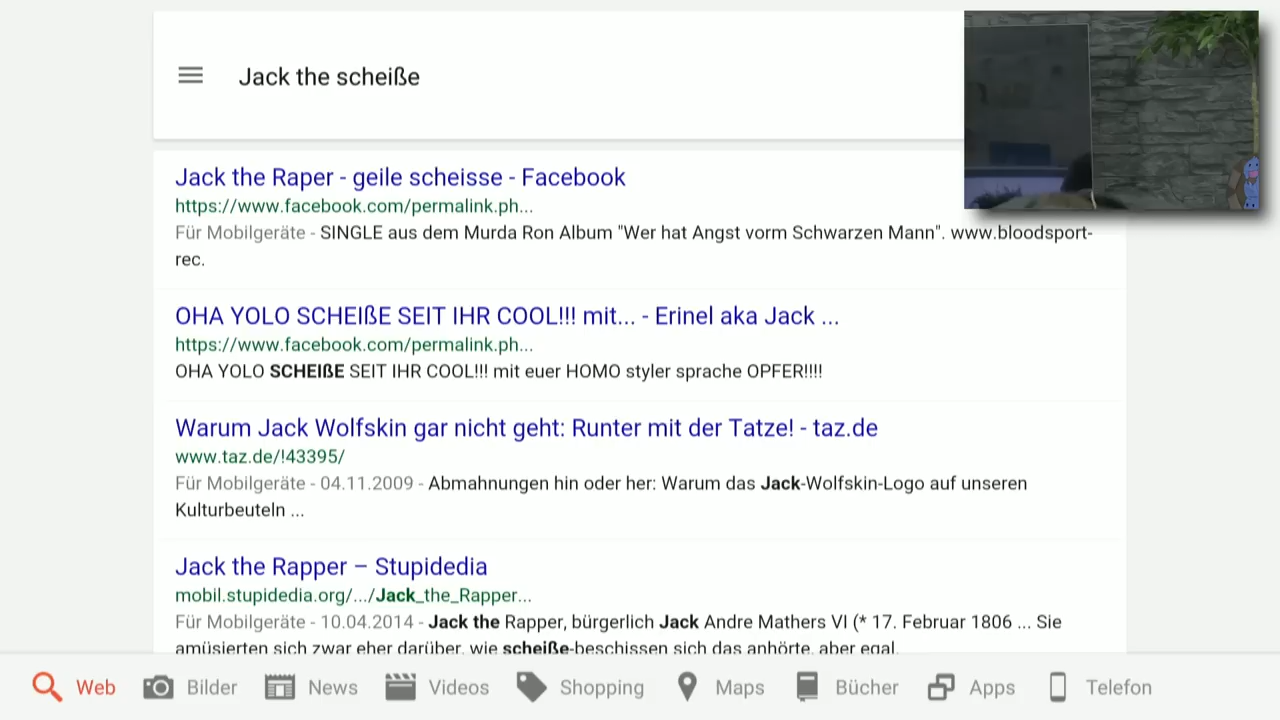 Jack the scheiße
Jack the Raper - geile scheisse - Facebook
https://www.facebook.com/permalink.ph...
Für Mobilgeräte - SINGLE aus dem Murda Ron Album "Wer hat Angst vorm Schwarzen Mann". www.bloodsport-
rec.
OHA YOLO SCHEIßE SEIT IHR COOL!!! mit... - Erinel aka Jack ...
https://www.facebook.com/permalink.ph...
OHA YOLO SCHEIßE SEIT IHR COOL!!! mit euer HOMO styler sprache OPFER!!!!
Warum Jack Wolfskin gar nicht geht: Runter mit der Tatze! - taz.de
www.taz.de/!43395/
Für Mobilgeräte - 04.11.2009 - Abmahnungen hin oder her: Warum das Jack-Wolfskin-Logo auf unseren
Kulturbeuteln ...
Jack the Rapper – Stupidedia
mobil.stupidedia.org/.../Jack_the_Rapper...
Für Mobilgeräte - 10.04.2014 - Jack the Rapper, bürgerlich Jack Andre Mathers VI (* 17. Februar 1806 ... Sie
amüsierten sich zwar eher darüber, wie scheiße-beschissen sich das anhörte, aber egal.
Web Bilder News Videos Shopping Maps Bücher Apps Telefon